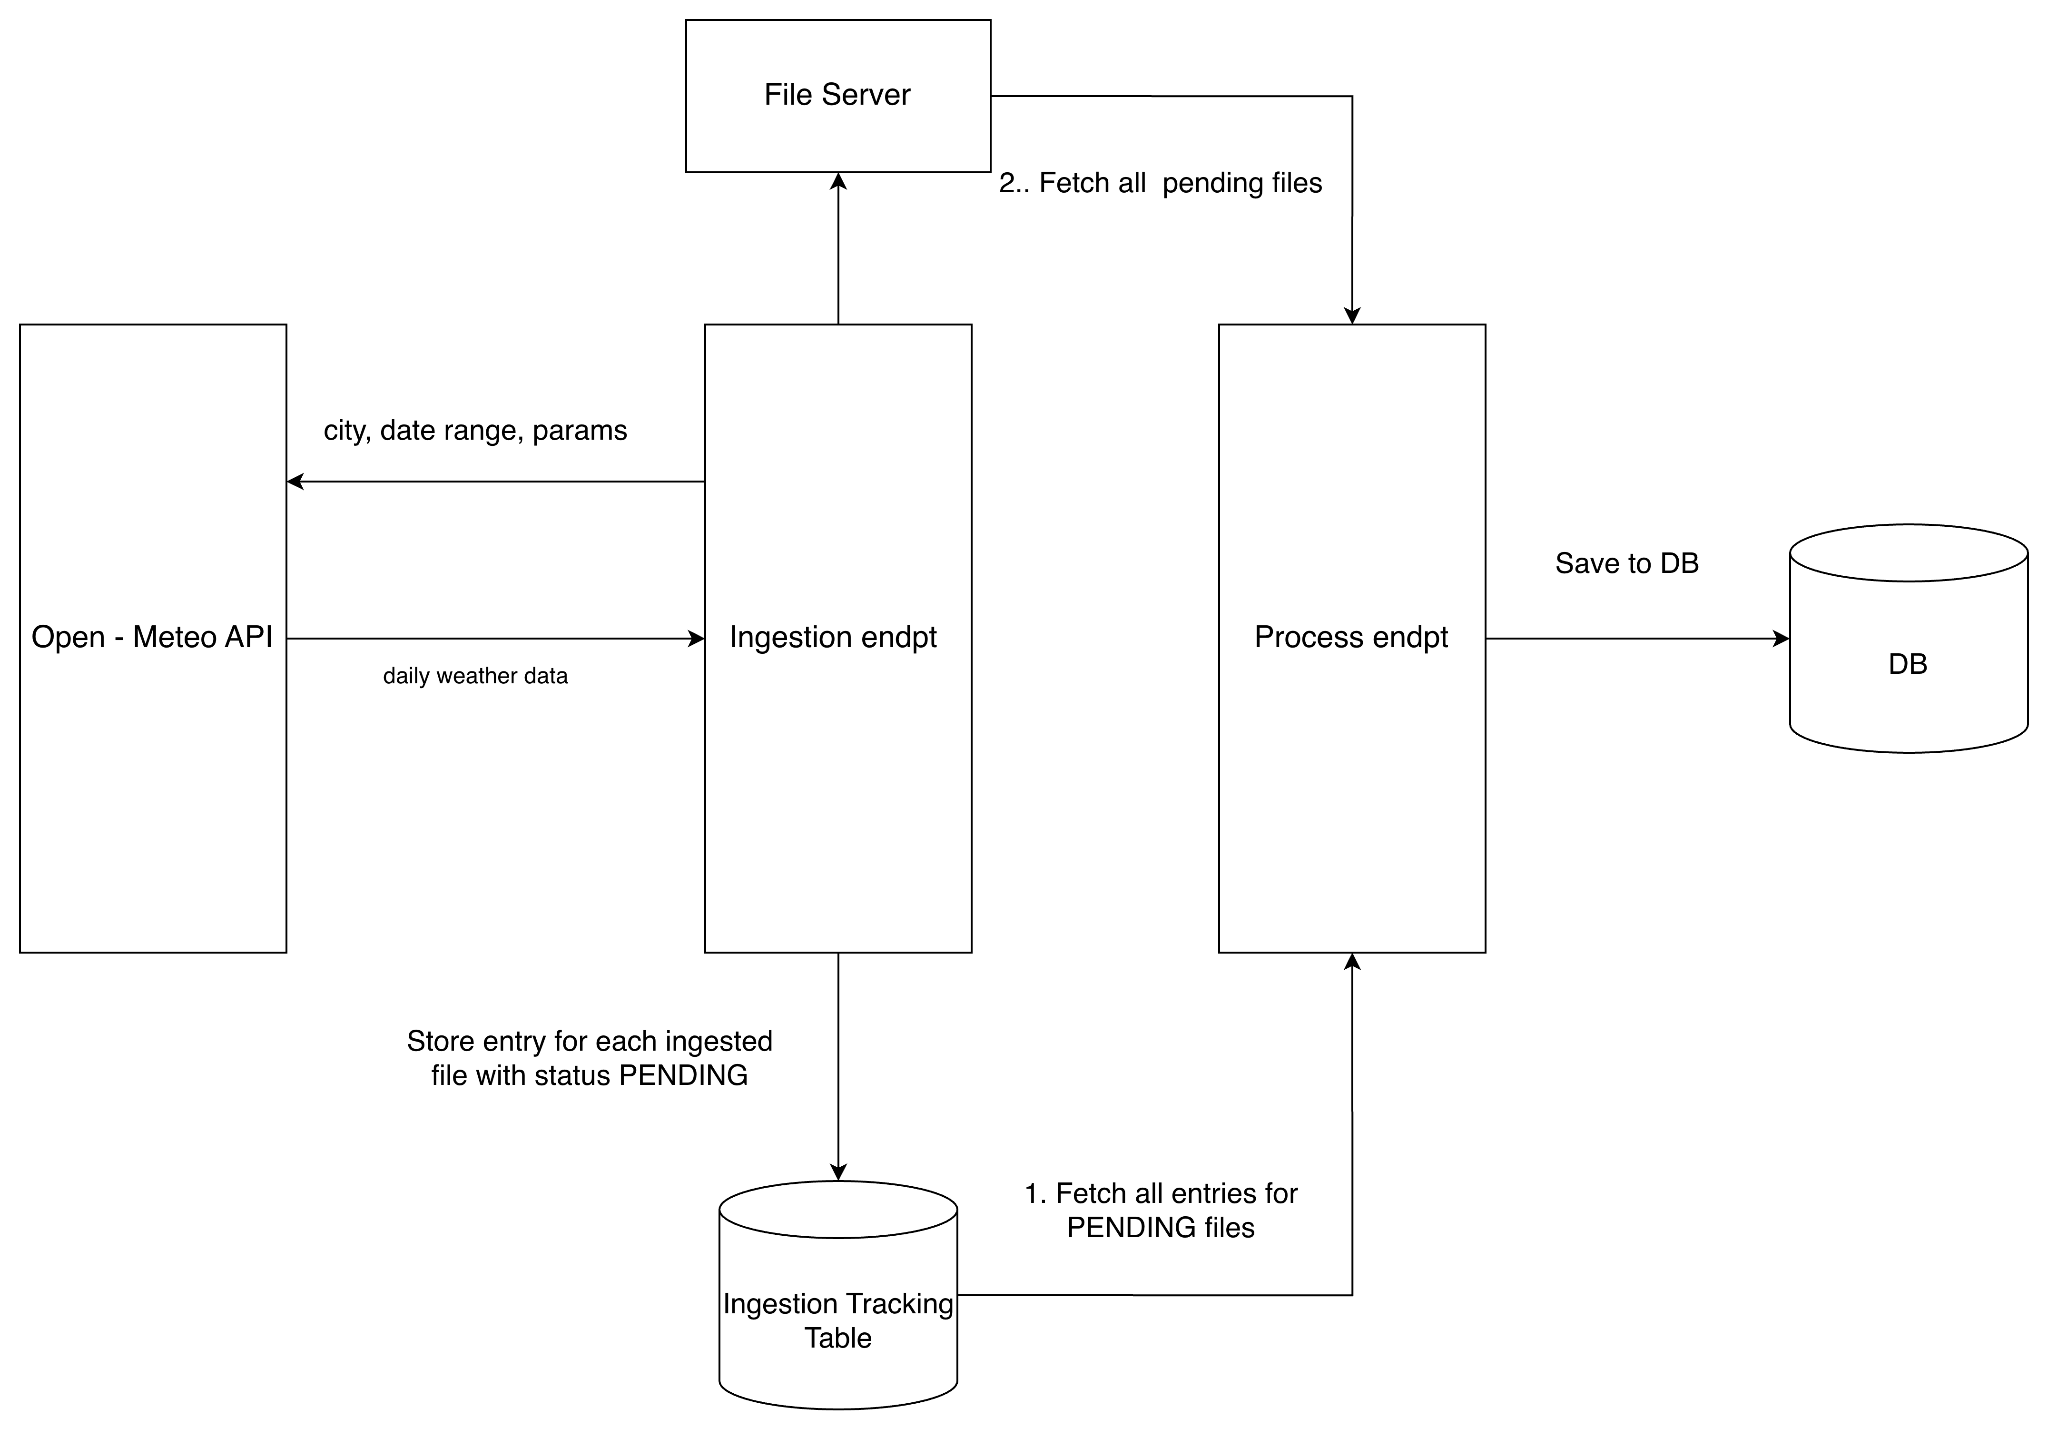 File Server
2.. Fetch all  pending files
city, date range, params
Open - Meteo API
daily weather data
Ingestion endpt
Process endpt
Save to DB
DB
Store entry for each ingested
file with status PENDING
1. Fetch all entries for
PENDING files
Ingestion Tracking
Table